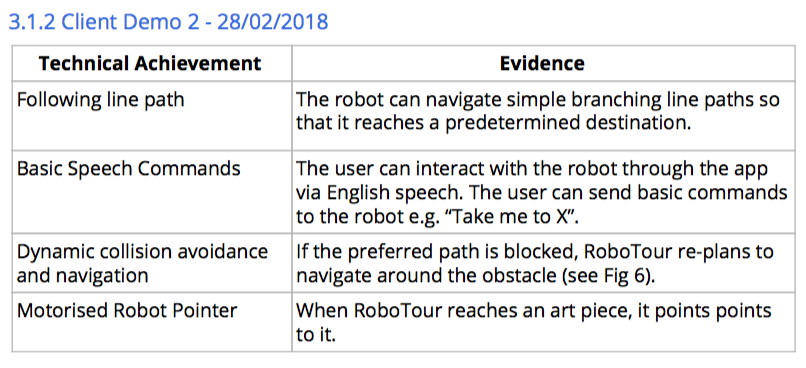 3.1.2 Client Demo 2 - 28/02/2018
Technical Achievement
Evidence
Following line path
The robot can navigate simple branching line paths so
that it reaches a predetermined destination.
Basic Speech Commands
The user can interact with the robot through the app
via English speech. The user can send basic commands
to the robot e.g. “Take me to X”.
Dynamic collision avoidance
and navigation
If the preferred path is blocked, RoboTour re-plans to
navigate around the obstacle (see Fig 6).
Motorised Robot Pointer
When RoboTour reaches an art piece, it points points
to it.